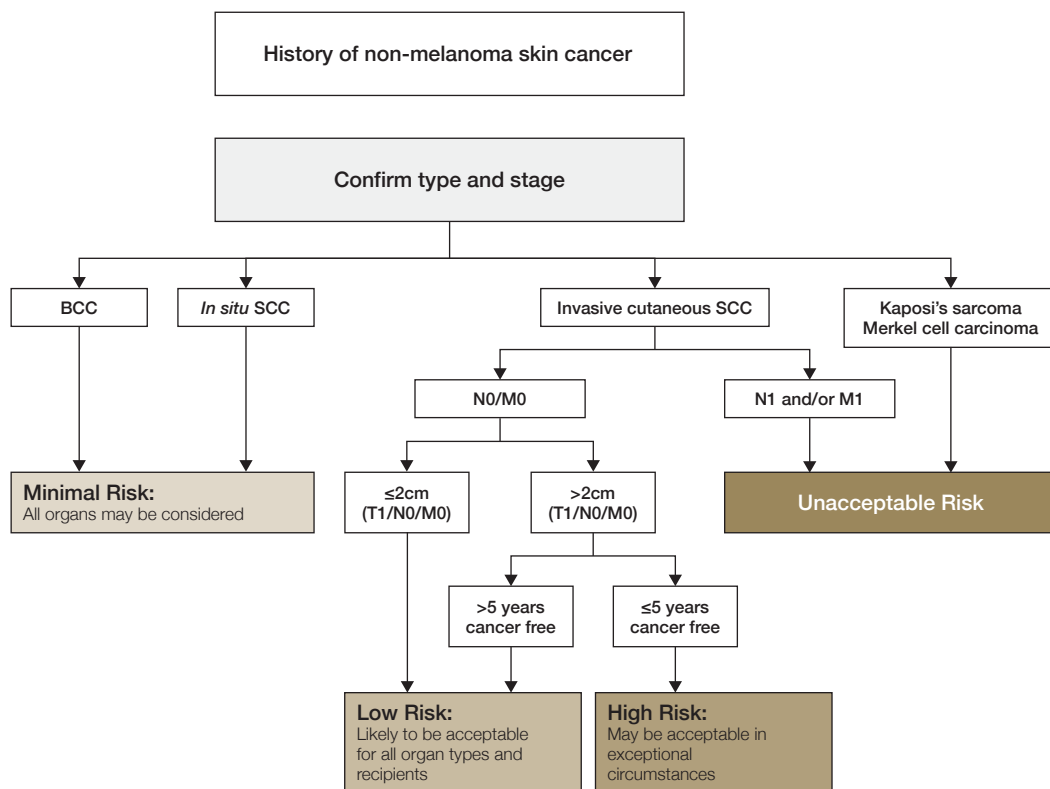 History of non-melanoma skin cancer
Confirm type and stage
BCC
In situ SCC
Invasive cutaneous SCC
Kaposi's sarcoma
Merkel cell carcinoma
N0/M0
N1 and/or M1
Minimal Risk:
All organs may be considered
≤2cm
(T1/N0/M0)
>2cm
(T1/N0/M0)
Unacceptable Risk
>5 years
cancer free
≤5 years
cancer free
Low Risk:
Likely to be acceptable
for all organ types and
recipients
High Risk:
May be acceptable in
exceptional
circumstances